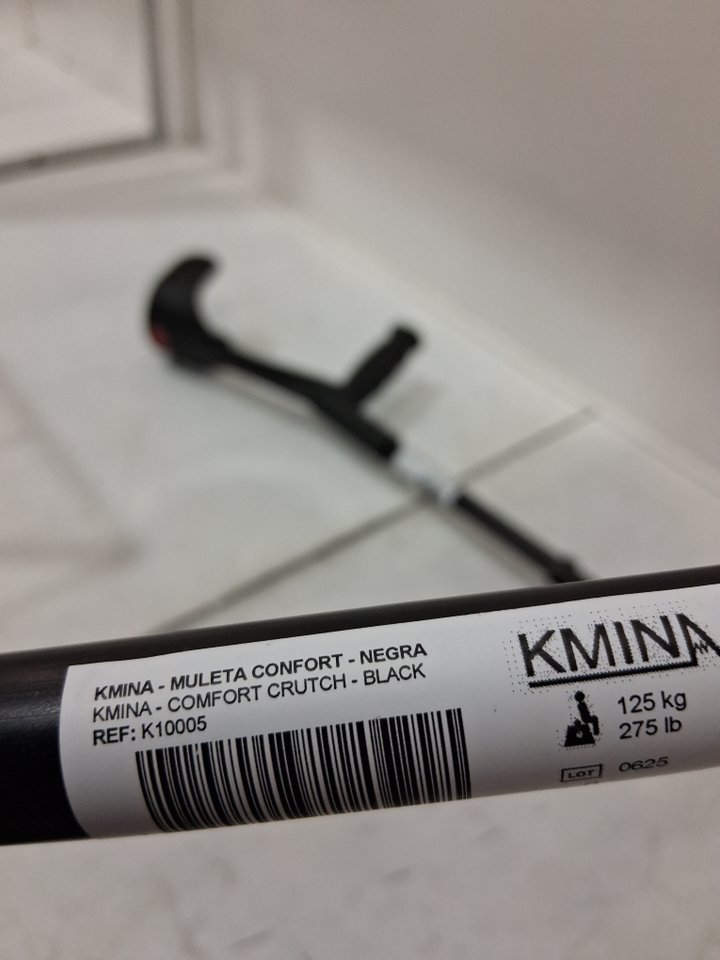 KMINA - MULETA CONFORT - NEGRA
KMINA - COMFORT CRUTCH - BLACK
REF: K10005
KMINA
125 kg
275 lb
LOT 0625